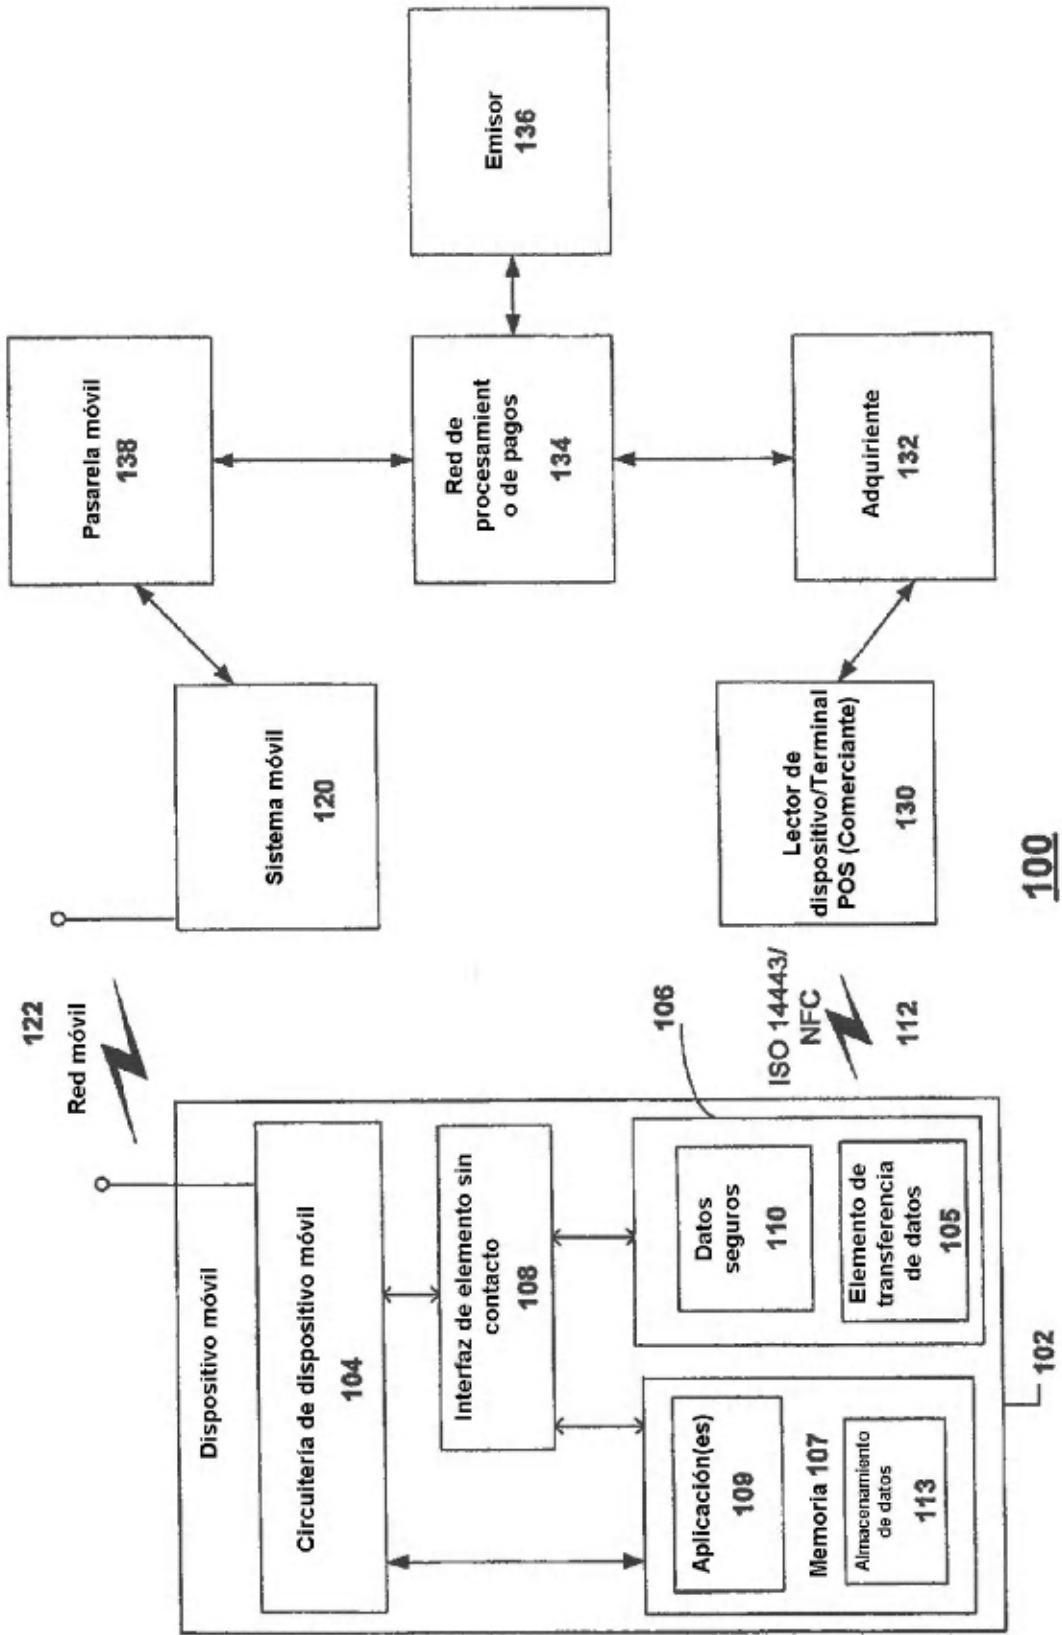 Dispositivo móvil
Circuitería de dispositivo móvil
104
Interfaz de elemento sin
contacto
108
Aplicación(es)
109
Memoria 107
Almacenamiento
de datos
113
Datos
seguros
110
Elemento de
transferencia
de datos
105
102
106
122
Red móvil
ISO 14443/
NFC
112
Sistema móvil
120
Lector de
dispositivo/Terminal
POS (Comerciante)
130
Pasarela móvil
138
Red de
procesamient
o de pagos
134
Adquiriente
132
Emisor
136
100